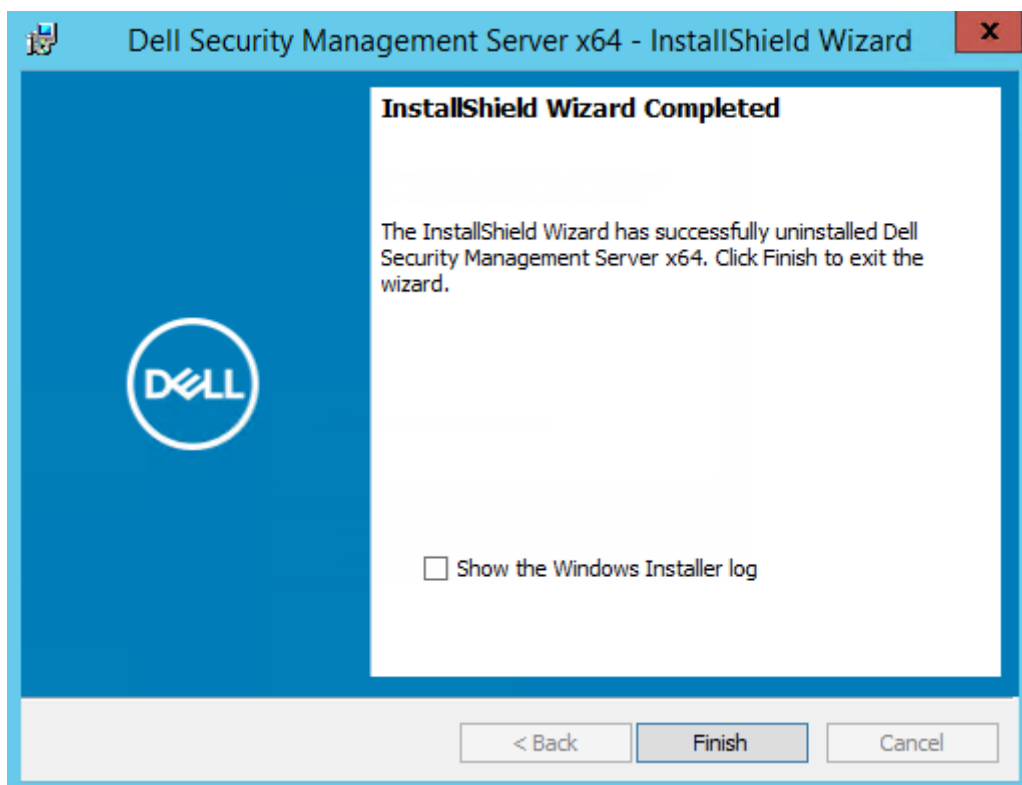 Dell Security Management Server x64 - InstallShield Wizard
x
InstallShield Wizard Completed
The InstallShield Wizard has successfully uninstalled Dell
Security Management Server x64. Click Finish to exit the
wizard.
DELL
Show the Windows Installer log
< Back
Finish
Cancel